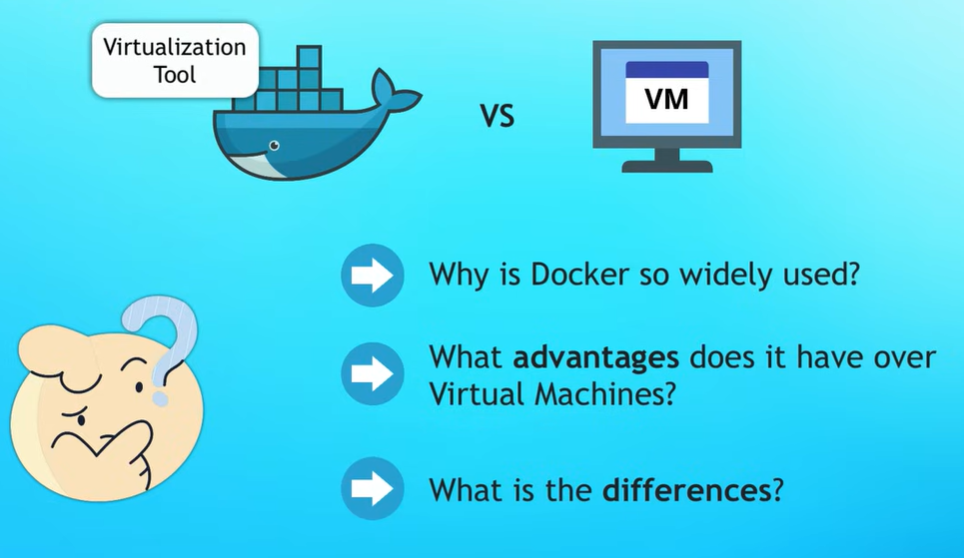 Virtualization
Tool
VS
VM
Why is Docker so widely used?
What advantages does it have over
Virtual Machines?
What is the differences?